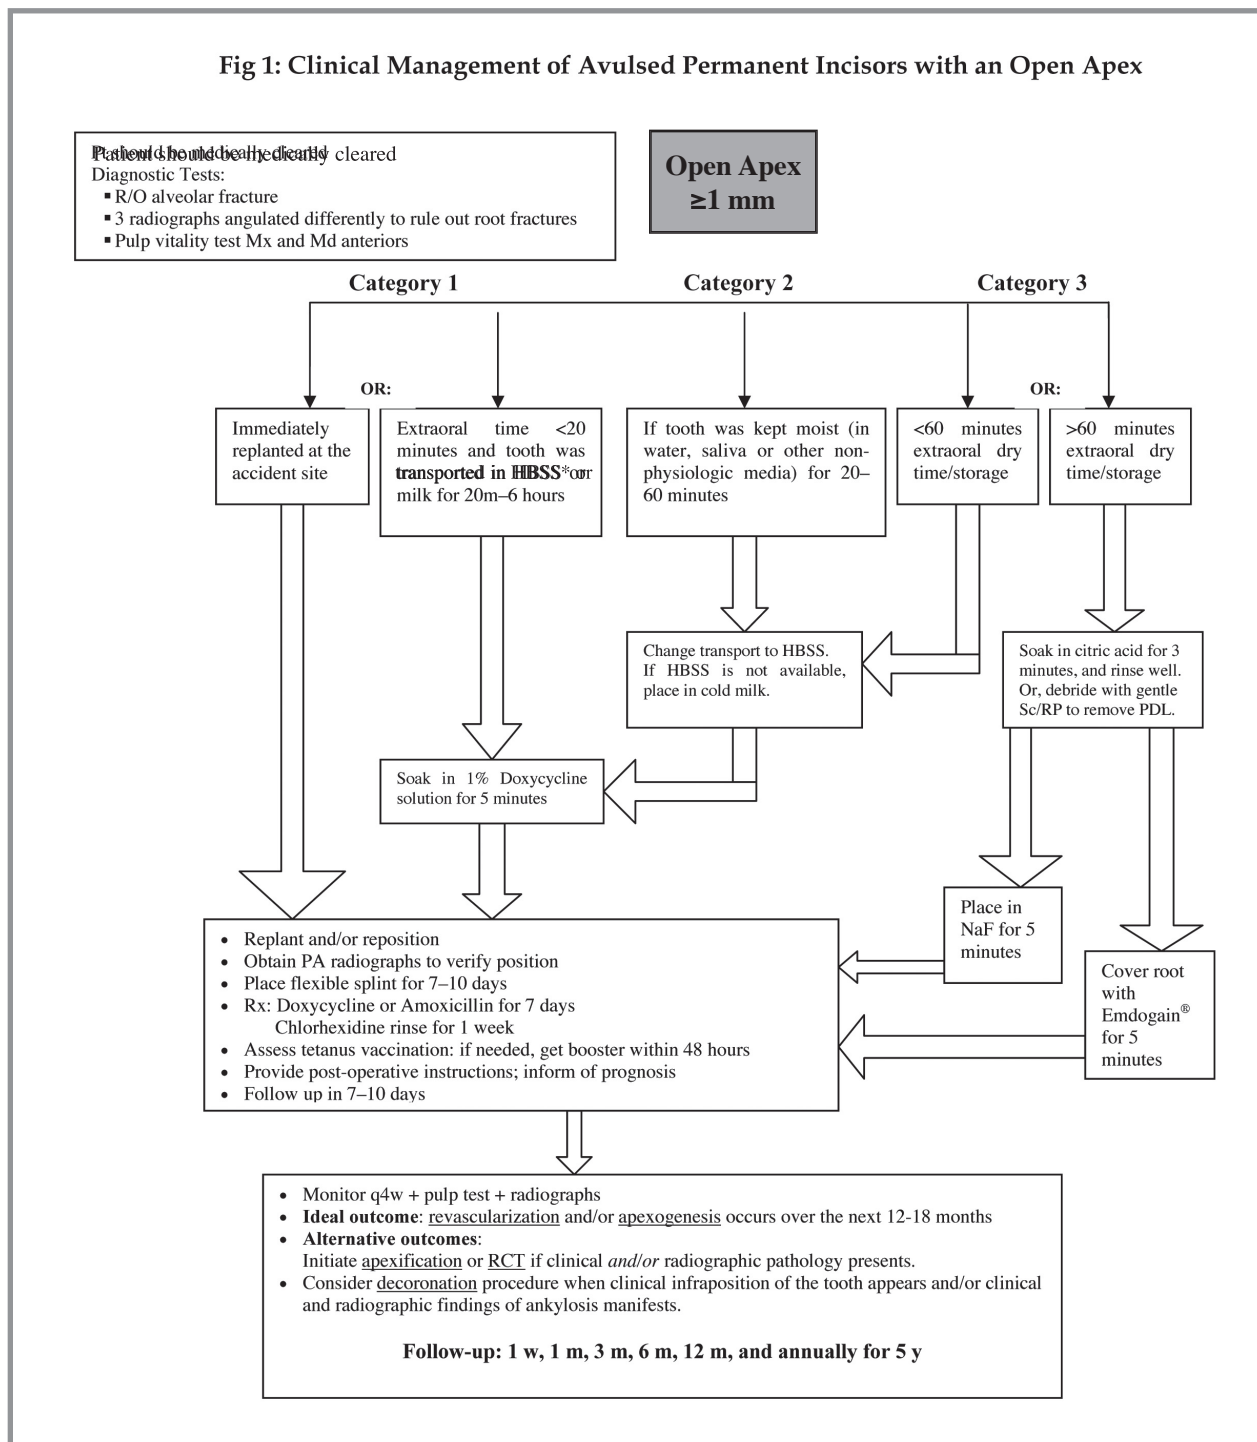 Fig 1: Clinical Management of Avulsed Permanent Incisors with an Open Apex
Patient should be medically cleared
Diagnostic Tests:
▪ R/O alveolar fracture
▪ 3 radiographs angulated differently to rule out root fractures
▪ Pulp vitality test Mx and Md anteriors
Open Apex
≥1 mm
Category 1
Category 2
Category 3
OR:
OR:
Immediately
replanted at the
accident site
Extraoral time <20
minutes and tooth was
transported in HBSS* or
milk for 20m–6 hours
If tooth was kept moist (in
water, saliva or other non-
physiologic media) for 20–
60 minutes
<60 minutes
extraoral dry
time/storage
>60 minutes
extraoral dry
time/storage
Change transport to HBSS.
If HBSS is not available,
place in cold milk.
Soak in citric acid for 3
minutes, and rinse well.
Or, debride with gentle
Sc/RP to remove PDL.
Soak in 1% Doxycycline
solution for 5 minutes
Place in
NaF for 5
minutes
Cover root
with
Emdogain®
for 5
minutes
• Replant and/or reposition
• Obtain PA radiographs to verify position
• Place flexible splint for 7–10 days
• Rx: Doxycycline or Amoxicillin for 7 days
Chlorhexidine rinse for 1 week
• Assess tetanus vaccination: if needed, get booster within 48 hours
• Provide post-operative instructions; inform of prognosis
• Follow up in 7–10 days
• Monitor q4w + pulp test + radiographs
• Ideal outcome: revascularization and/or apexogenesis occurs over the next 12-18 months
• Alternative outcomes:
Initiate apexification or RCT if clinical and/or radiographic pathology presents.
• Consider decoronation procedure when clinical infraposition of the tooth appears and/or clinical
and radiographic findings of ankylosis manifests.
Follow-up: 1 w, 1 m, 3 m, 6 m, 12 m, and annually for 5 y